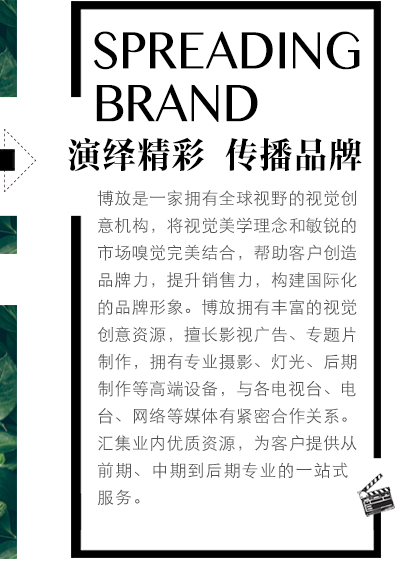 SPREADING
BRAND
演绎精彩 传播品牌
博放是一家拥有全球视野的视觉创
意机构，将视觉美学理念和敏锐的
市场嗅觉完美结合，帮助客户创造
品牌力，提升销售力，构建国际化
的品牌形象。博放拥有丰富的视觉
创意资源，擅长影视广告、专题片
制作，拥有专业摄影、灯光、后期
制作等高端设备，与各电视台、电
台、网络等媒体有紧密合作关系。
汇集业内优质资源，为客户提供从
前期、中期到后期专业的一站式
服务。